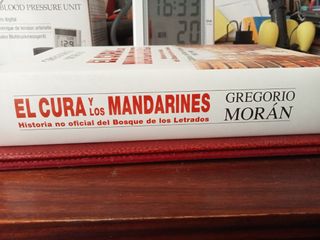 BLOOD PRESSURE UNIT
16:33
EL CURA Y LOS MANDARINES
Historia no oficial del Bosque de los Letrados
GREGORIO
MORÁN